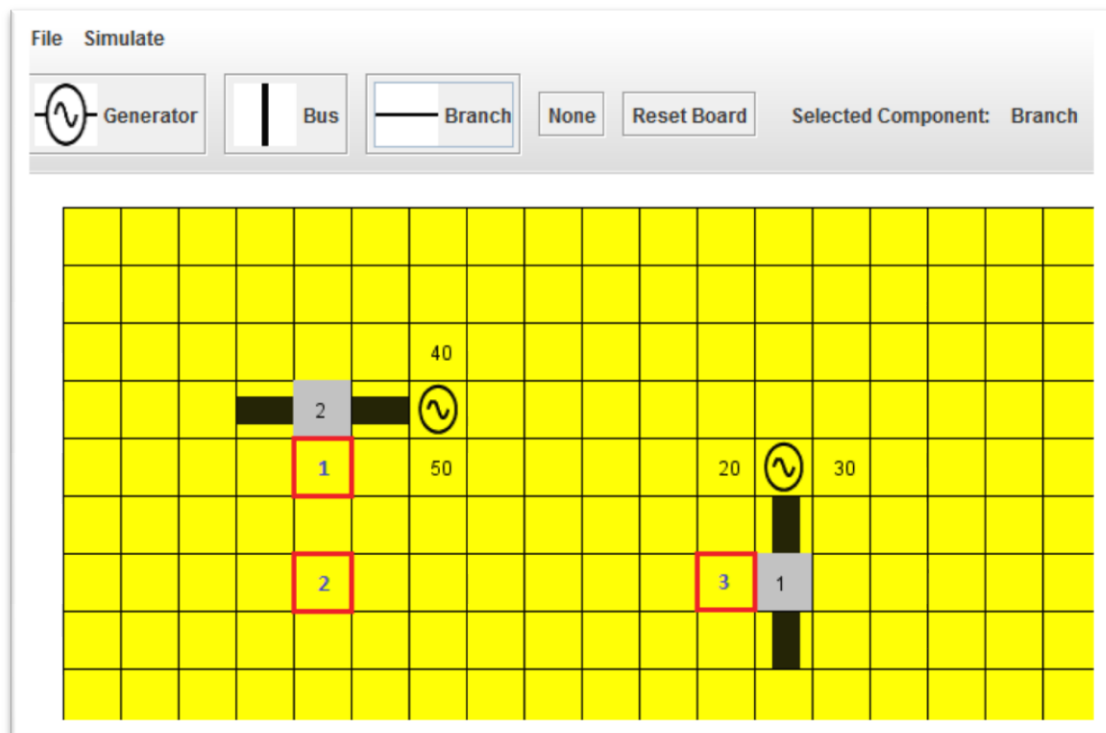 File Simulate
Generator Bus Branch None Reset Board Selected Component: Branch
40
2
1 50 20 30
2 3 1